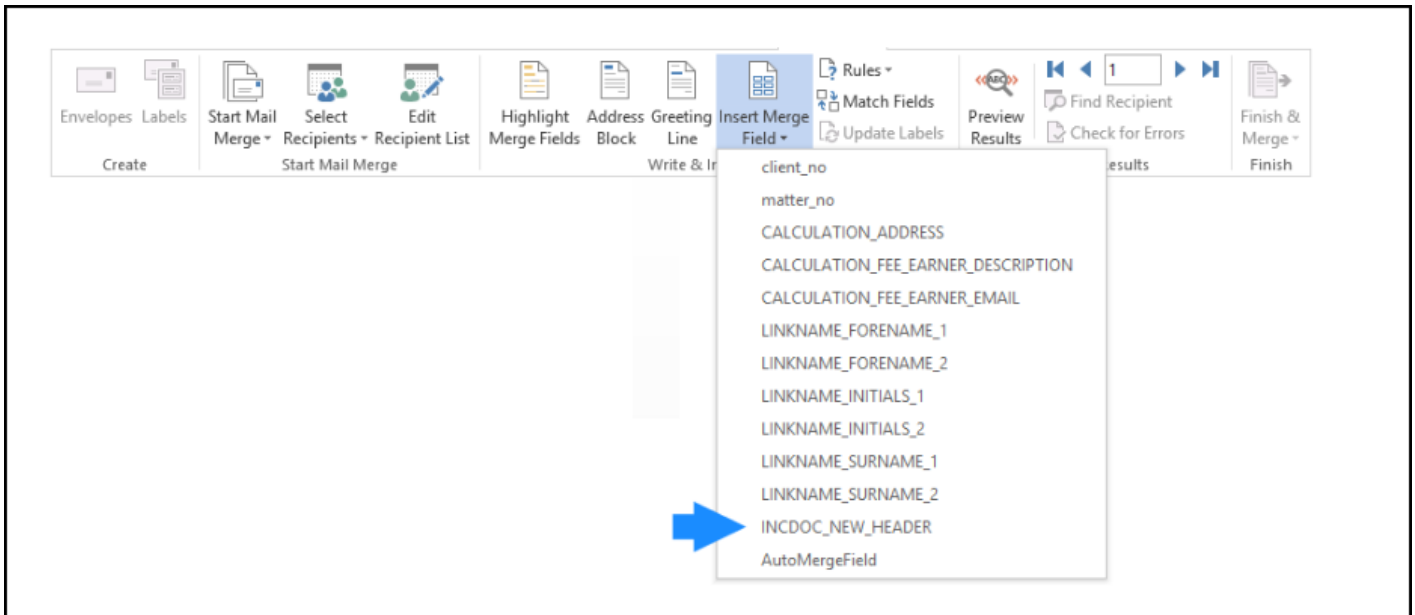 Rules
1
Match Fields
Find Recipient
Envelopes Labels Start Mail Select Edit Highlight Address Greeting Insert Merge Update Labels Preview Check for Errors Finish &
Merge Recipients Recipient List Merge Fields Block Line Field Results Merge
Create Start Mail Merge Write & Ir esults Finish
client_no
matter_no
CALCULATION_ADDRESS
CALCULATION_FEE_EARNER_DESCRIPTION
CALCULATION_FEE_EARNER_EMAIL
LINKNAME_FORENAME_1
LINKNAME_FORENAME_2
LINKNAME_INITIALS_1
LINKNAME_INITIALS_2
LINKNAME_SURNAME_1
LINKNAME_SURNAME_2
INCDOC_NEW_HEADER
AutoMergeField